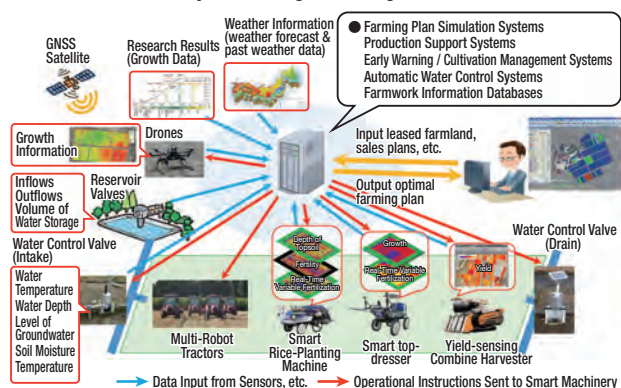 GNSS
Satellite
Research Results
(Growth Data)
Weather Information
(weather forecast &
past weather data)
● Farming Plan Simulation Systems
Production Support Systems
Early Warning / Cultivation Management Systems
Automatic Water Control Systems
Farmwork Information Databases
Growth
Information
Drones
Input leased farmland,
sales plans, etc.
Output optimal
farming plan
Inflows
Outflows
Volume of
Water Storage
Reservoir
Valves
Water Control Valve
(Intake)
Water
Temperature
Water Depth
Level of
Groundwater
Soil Moisture
Temperature
Depth of
Topsoil
Fertility
Real-Time
Variable Fertilization
Growth
Real-Time Variable
Fertilization
Yield
Water Control Valve
(Drain)
Multi-Robot
Tractors
Smart
Rice-Planting
Machine
Smart top-
dresser
Yield-sensing
Combine Harvester
Data Input from Sensors, etc.
Operational Instructions Sent to Smart Machinery